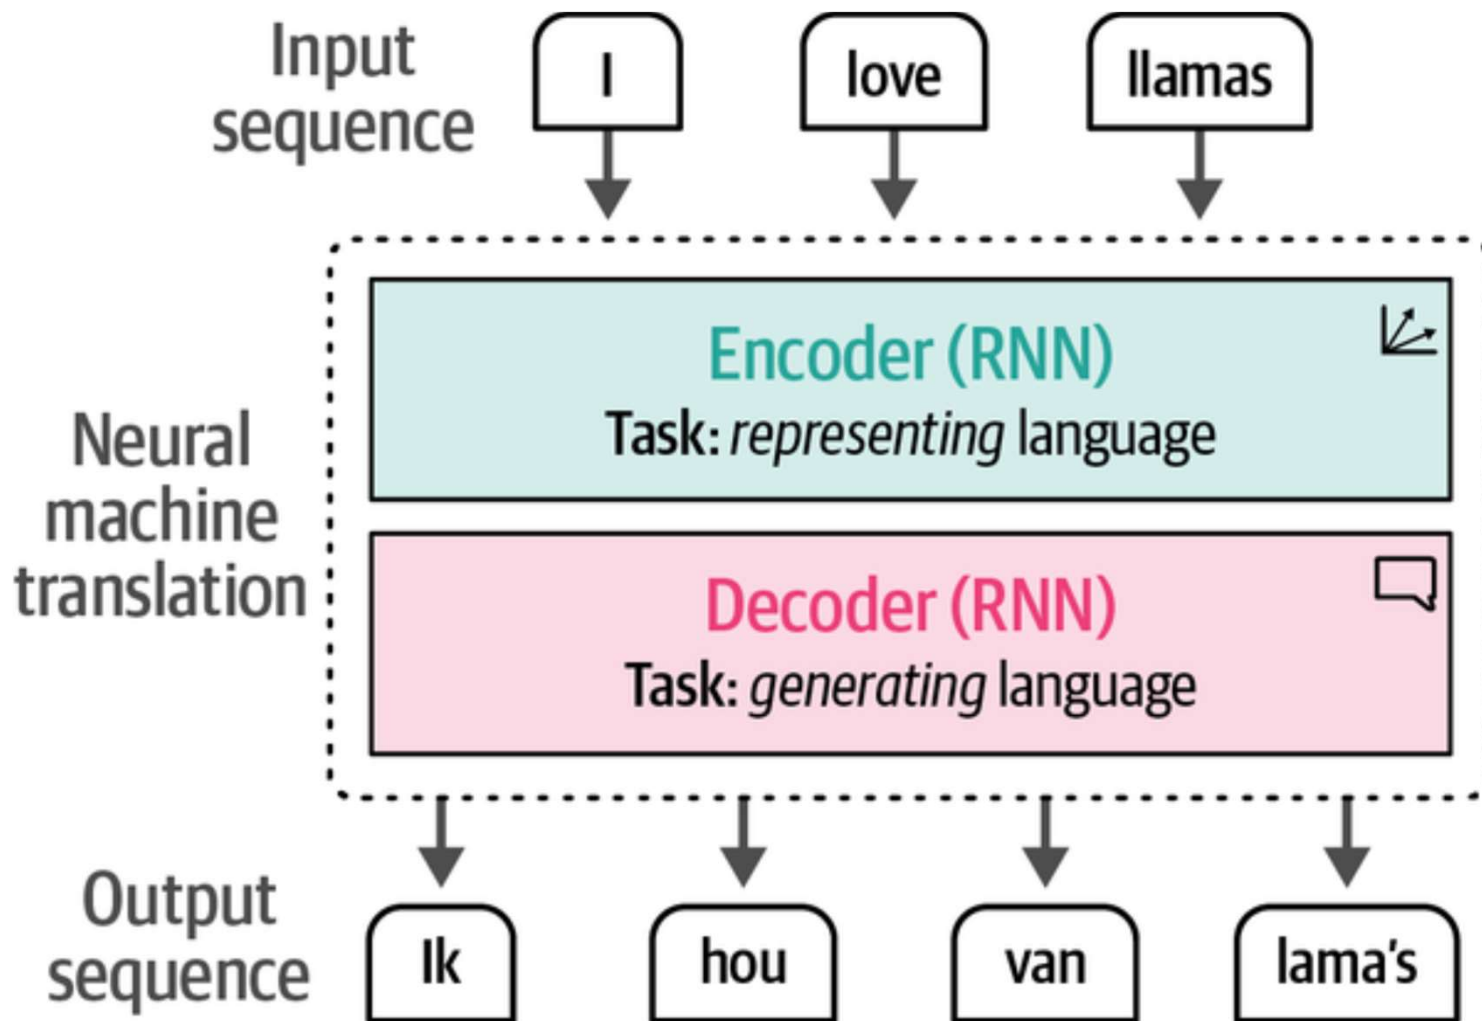 Input
sequence
I
love
llamas
Neural
machine
translation
Encoder (RNN)
Task: representing language
Decoder (RNN)
Task: generating language
Output
sequence
Ik
hou
van
lama's